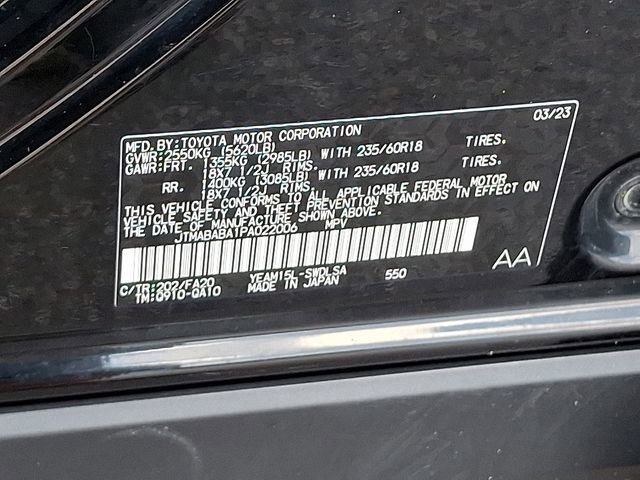 03/23
MFD. BY: TOYOTA MOTOR CORPORATION
GVWR: 2550KG (5620LB)
GAWR: FRT. 1355KG (2985LB) WITH 235/60R18 TIRES.
18X7 1/2J RIMS.
RR. 1400KG (3085LB) WITH 235/60R18 TIRES.
18X7 1/2J RIMS.
THIS VEHICLE CONFORMS TO ALL APPLICABLE FEDERAL MOTOR
VEHICLE SAFETY AND THEFT PREVENTION STANDARDS IN EFFECT ON
THE DATE OF MANUFACTURE SHOWN ABOVE.
JTMABABA1PA022006 MPV
C/TR: 202/FA20 YEAM15L-SWDLSA 550 AA
TM: 0910-QA10 MADE IN JAPAN